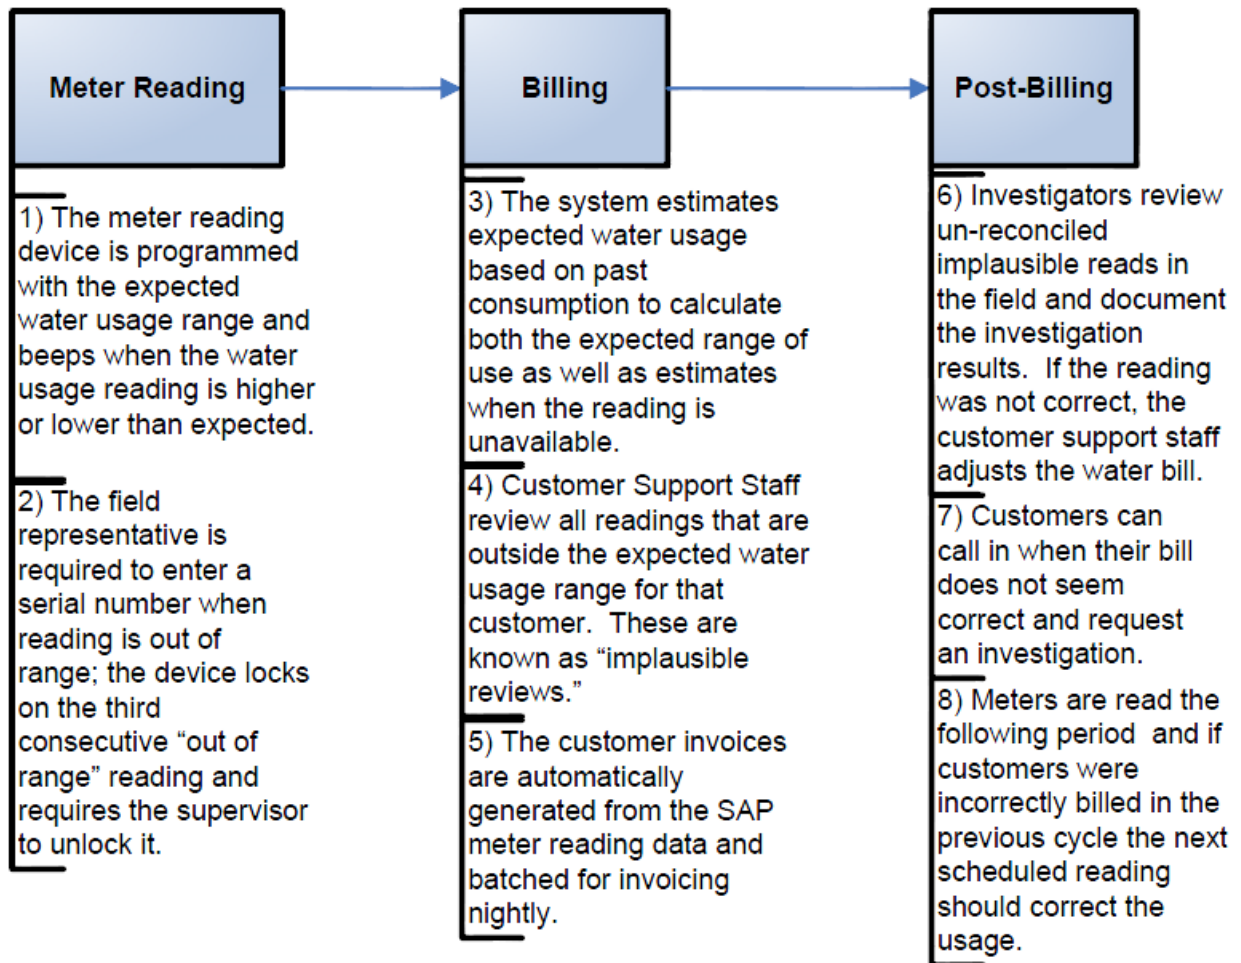 Meter Reading
1) The meter reading
device is programmed
with the expected
water usage range and
beeps when the water
usage reading is higher
or lower than expected.
2) The field
representative is
required to enter a
serial number when
reading is out of
range; the device locks
on the third
consecutive “out of
range” reading and
requires the supervisor
to unlock it.
Billing
3) The system estimates
expected water usage
based on past
consumption to calculate
both the expected range of
use as well as estimates
when the reading is
unavailable.
4) Customer Support Staff
review all readings that are
outside the expected water
usage range for that
customer.  These are
known as “implausible
reviews.”
5) The customer invoices
are automatically
generated from the SAP
meter reading data and
batched for invoicing
nightly.
Post-Billing
6) Investigators review
un-reconciled
implausible reads in
the field and document
the investigation
results.  If the reading
was not correct, the
customer support staff
adjusts the water bill.
7) Customers can
call in when their bill
does not seem
correct and request
an investigation.
8) Meters are read the
following period  and if
customers were
incorrectly billed in the
previous cycle the next
scheduled reading
should correct the
usage.